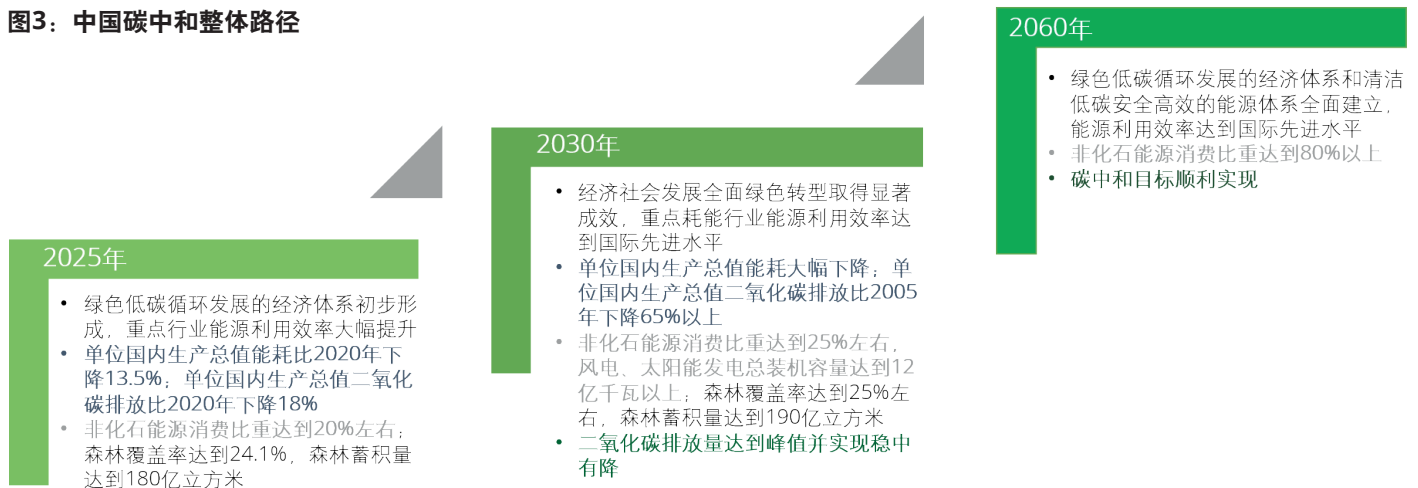 图3：中国碳中和整体路径
2025年
• 绿色低碳循环发展的经济体系初步形
成，重点行业能源利用效率大幅提升
• 单位国内生产总值能耗比2020年下
降13.5%；单位国内生产总值二氧化
碳排放比2020年下降18%
• 非化石能源消费比重达到20%左右；
森林覆盖率达到24.1%，森林蓄积量
达到180亿立方米
2030年
• 经济社会发展全面绿色转型取得显著
成效，重点耗能行业能源利用效率达
到国际先进水平
• 单位国内生产总值能耗大幅下降；单
位国内生产总值二氧化碳排放比2005
年下降65%以上
• 非化石能源消费比重达到25%左右，
风电、太阳能发电总装机容量达到12
亿千瓦以上；森林覆盖率达到25%左
右，森林蓄积量达到190亿立方米
• 二氧化碳排放量达到峰值并实现稳中
有降
2060年
• 绿色低碳循环发展的经济体系和清洁
低碳安全高效的能源体系全面建立，
能源利用效率达到国际先进水平
• 非化石能源消费比重达到80%以上
• 碳中和目标顺利实现